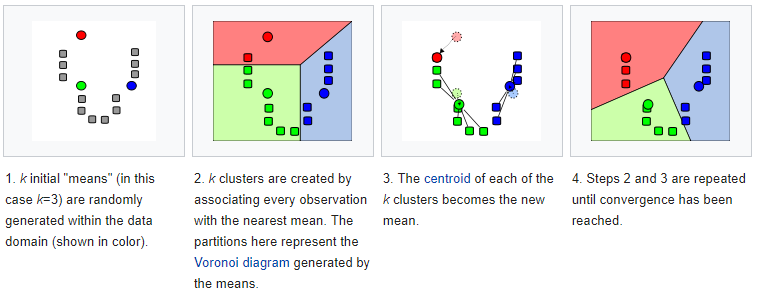 1. k initial "means" (in this
case k=3) are randomly
generated within the data
domain (shown in color).
2. k clusters are created by
associating every observation
with the nearest mean. The
partitions here represent the
Voronoi diagram generated by
the means.
3. The centroid of each of the
k clusters becomes the new
mean.
4. Steps 2 and 3 are repeated
until convergence has been
reached.